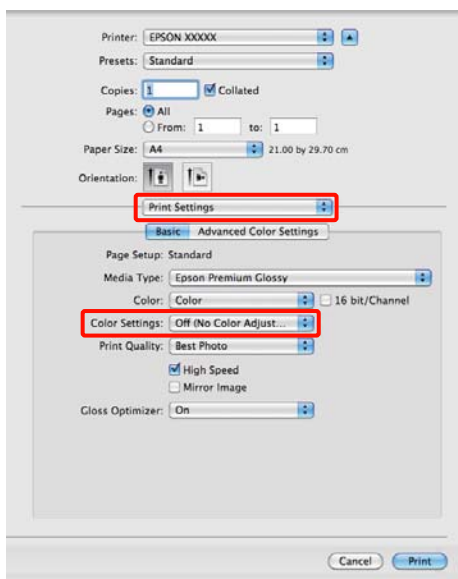 Printer: EPSON XXXXX
Presets: Standard
Copies: 1 Collated
Pages: All
From: 1 to: 1
Paper Size: A4 21.00 by 29.70 cm
Orientation:
Print Settings
Basic Advanced Color Settings
Page Setup: Standard
Media Type: Epson Premium Glossy
Color: Color 16 bit/Channel
Color Settings: Off (No Color Adjust...
Print Quality: Best Photo
High Speed
Mirror Image
Gloss Optimizer: On
Cancel Print